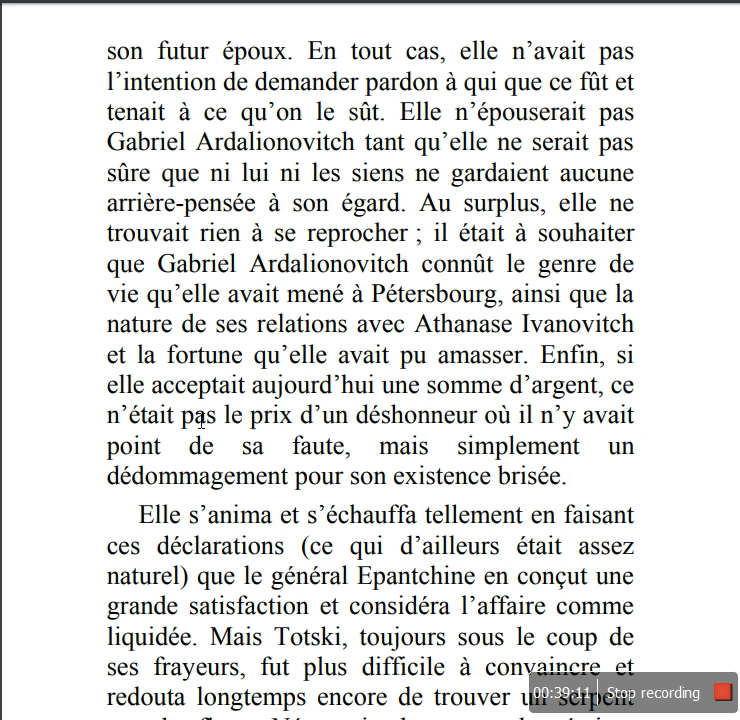 son futur époux. En tout cas, elle n’avait pas
l’intention de demander pardon à qui que ce fût et
tenait à ce qu’on le sût. Elle n’épouserait pas
Gabriel Ardalionovitch tant qu’elle ne serait pas
sûre que ni lui ni les siens ne gardaient aucune
arrière-pensée à son égard. Au surplus, elle ne
trouvait rien à se reprocher ; il était à souhaiter
que Gabriel Ardalionovitch connût le genre de
vie qu’elle avait mené à Pétersbourg, ainsi que la
nature de ses relations avec Athanase Ivanovitch
et la fortune qu’elle avait pu amasser. Enfin, si
elle acceptait aujourd’hui une somme d’argent, ce
n’était pas le prix d’un déshonneur où il n’y avait
point de sa faute, mais simplement un
dédommagement pour son existence brisée.
Elle s’anima et s’échauffa tellement en faisant
ces déclarations (ce qui d’ailleurs était assez
naturel) que le général Epantchine en conçut une
grande satisfaction et considéra l’affaire comme
liquidée. Mais Totski, toujours sous le coup de
ses frayeurs, fut plus difficile à convaincre et
redouta longtemps encore de trouver un serpent
00:39:11 Stop recording